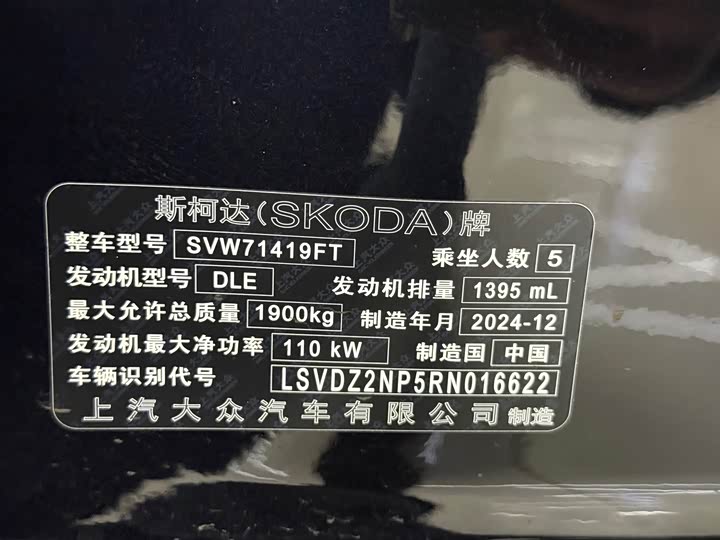 斯柯达(SKODA)牌
整车型号 SVW71419FT 乘坐人数 5
发动机型号 DLE 发动机排量 1395 mL
最大允许总质量 1900kg 制造年月 2024-12
发动机最大净功率 110 kW 制造国 中国
车辆识别代号 LSVDZ2NP5RN016622
上汽大众汽车有限公司 制造